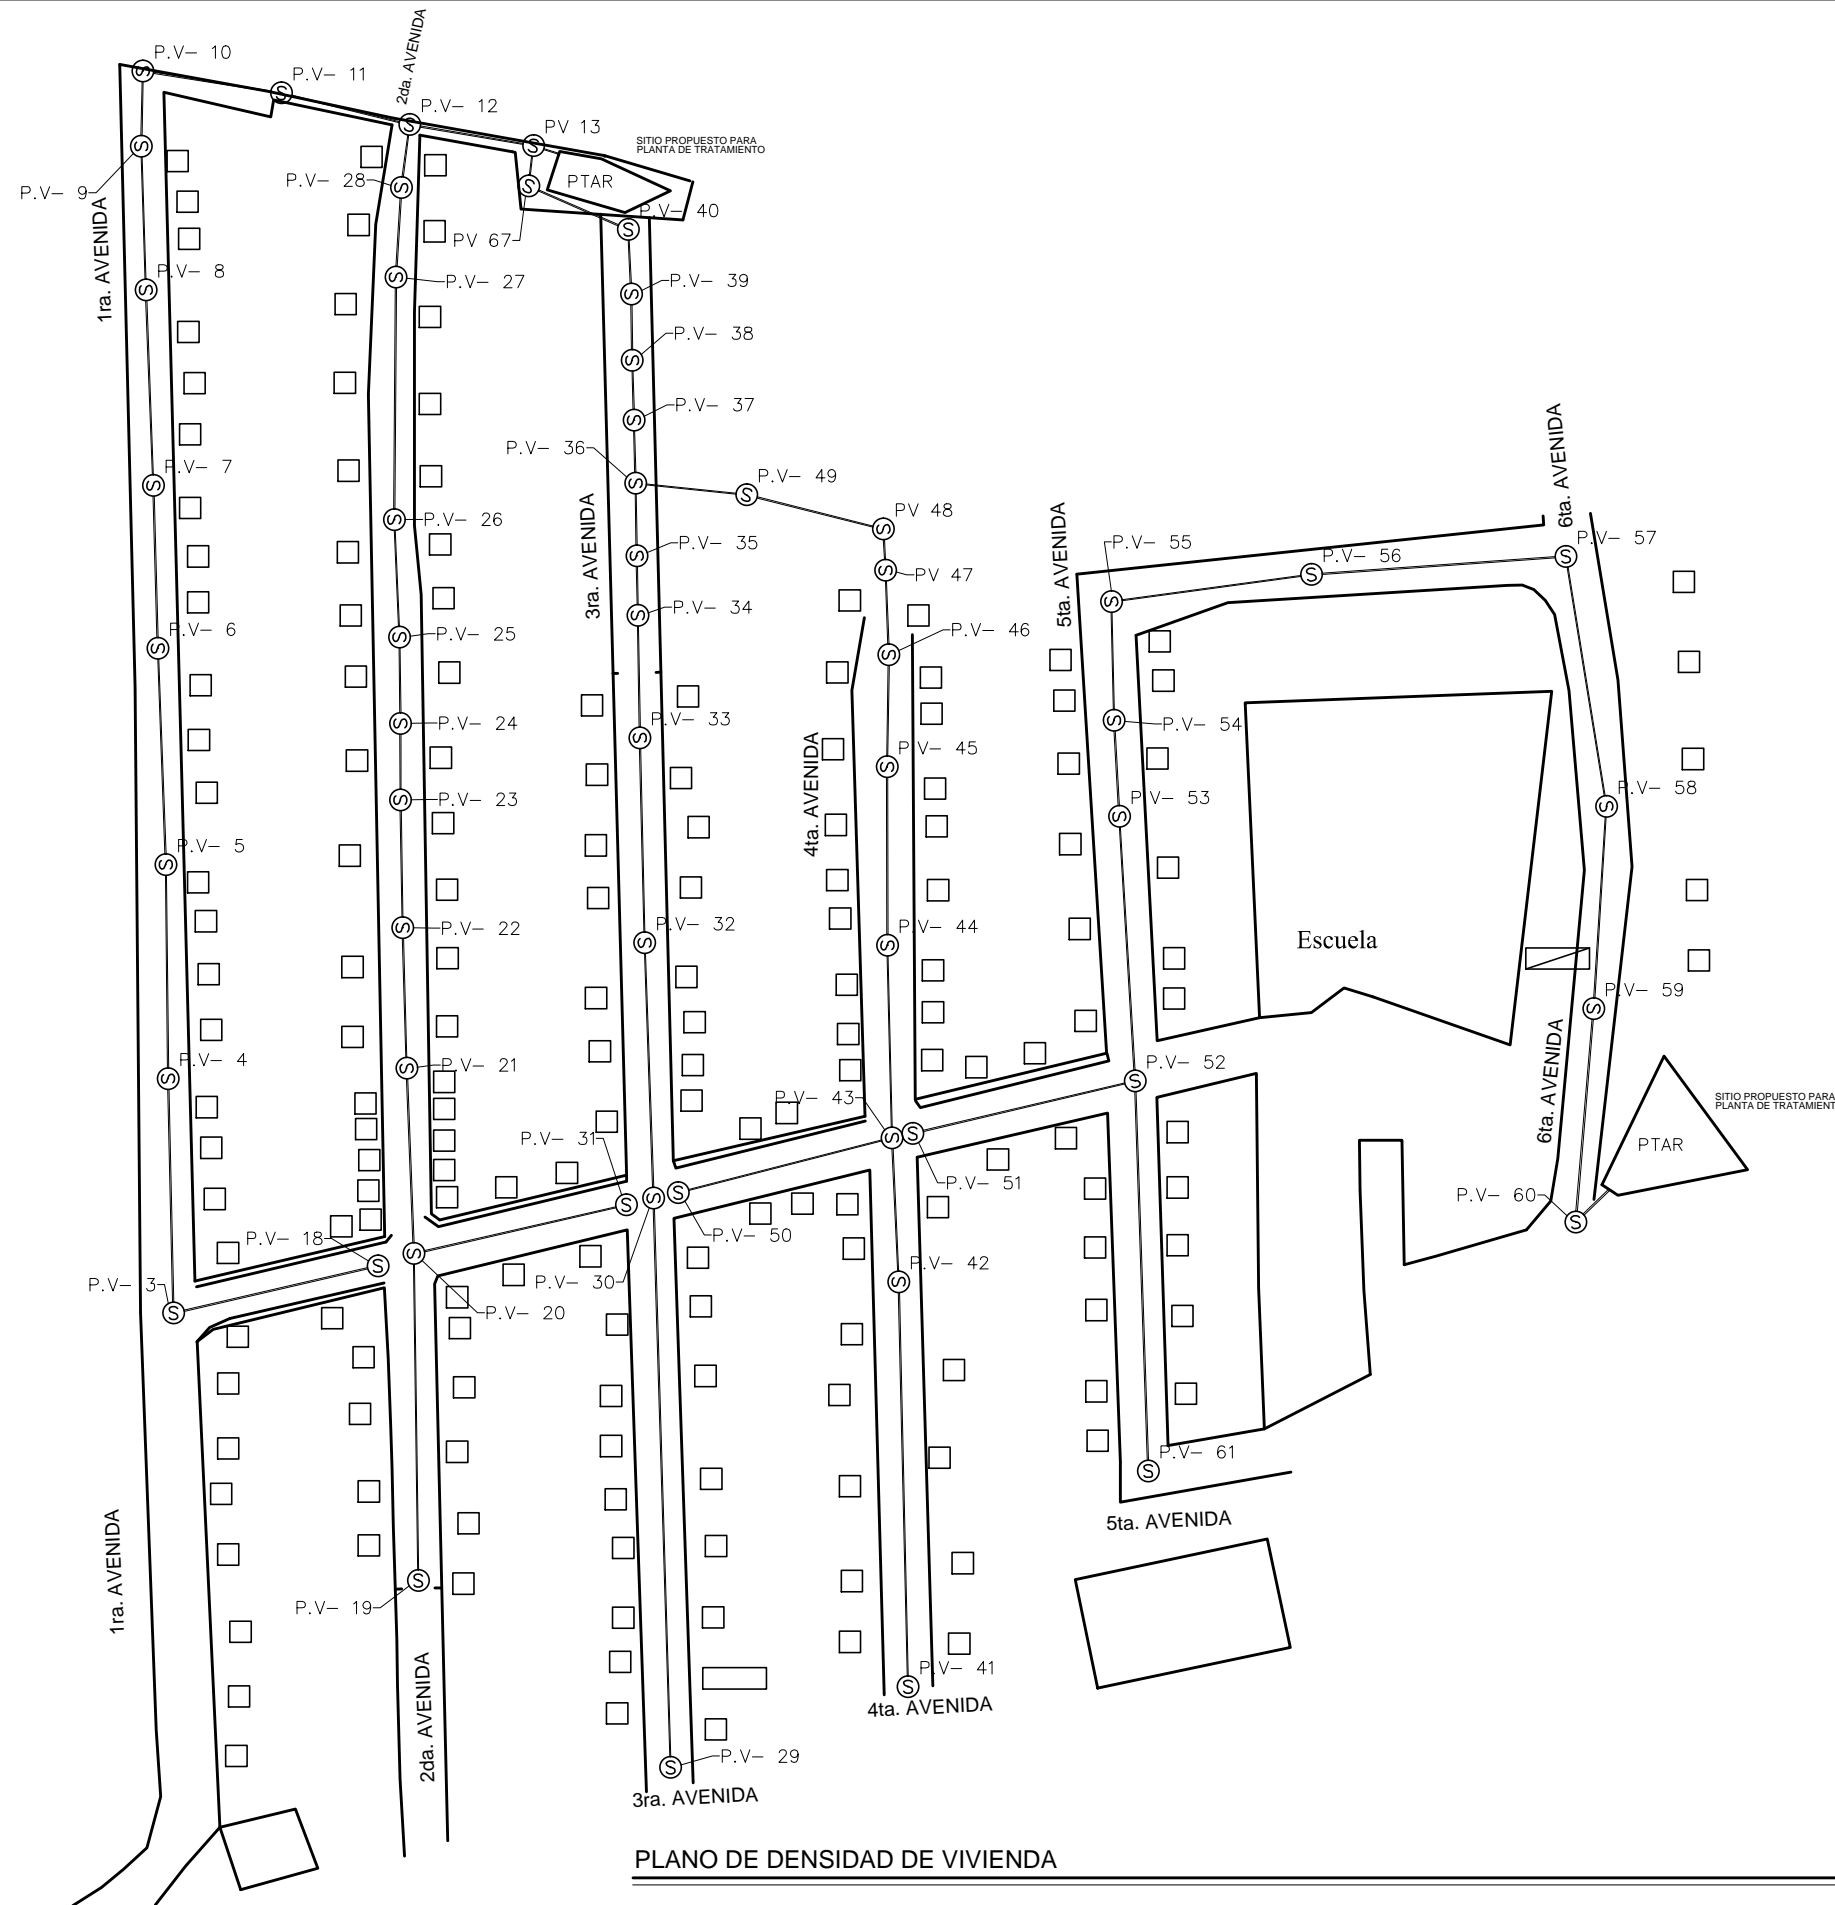 2da. AVENIDA
P.V- 10
P.V- 11
P.V- 12
PV 13
SITIO PROPUESTO PARA
PLANTA DE TRATAMIENTO
PTAR
P.V- 28
P.V- 9
P.V- 40
PV 67
1ra. AVENIDA
P.V- 8
P.V- 27
P.V- 39
P.V- 38
P.V- 37
P.V- 36
P.V- 7
P.V- 49
6ta. AVENIDA
PV 48
P.V- 26
3ra. AVENIDA
5ta. AVENIDA
P.V- 35
P.V- 55
P.V- 57
P.V- 56
PV 47
P.V- 34
P.V- 6
P.V- 25
P.V- 46
P.V- 24
P.V- 33
P.V- 54
P.V- 45
4ta. AVENIDA
P.V- 23
P.V- 53
P.V- 58
P.V- 5
P.V- 22
P.V- 32
P.V- 44
Escuela
P.V- 59
P.V- 4
P.V- 21
P.V- 52
6ta. AVENIDA
P.V- 43
SITIO PROPUESTO PARA
PLANTA DE TRATAMIENT
P.V- 31
PTAR
P.V- 51
P.V- 60
P.V- 18
P.V- 50
P.V- 3
P.V- 30
P.V- 42
P.V- 20
P.V- 61
5ta. AVENIDA
1ra. AVENIDA
P.V- 19
2da. AVENIDA
P.V- 41
4ta. AVENIDA
P.V- 29
3ra. AVENIDA
PLANO DE DENSIDAD DE VIVIENDA